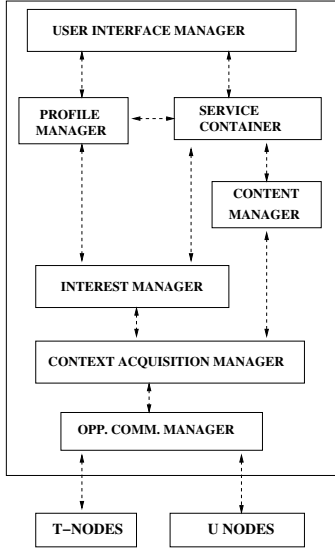 USER INTERFACE MANAGER
PROFILE
MANAGER
SERVICE
CONTAINER
CONTENT
MANAGER
INTEREST MANAGER
CONTEXT ACQUISITION MANAGER
OPP. COMM. MANAGER
T-NODES
U NODES